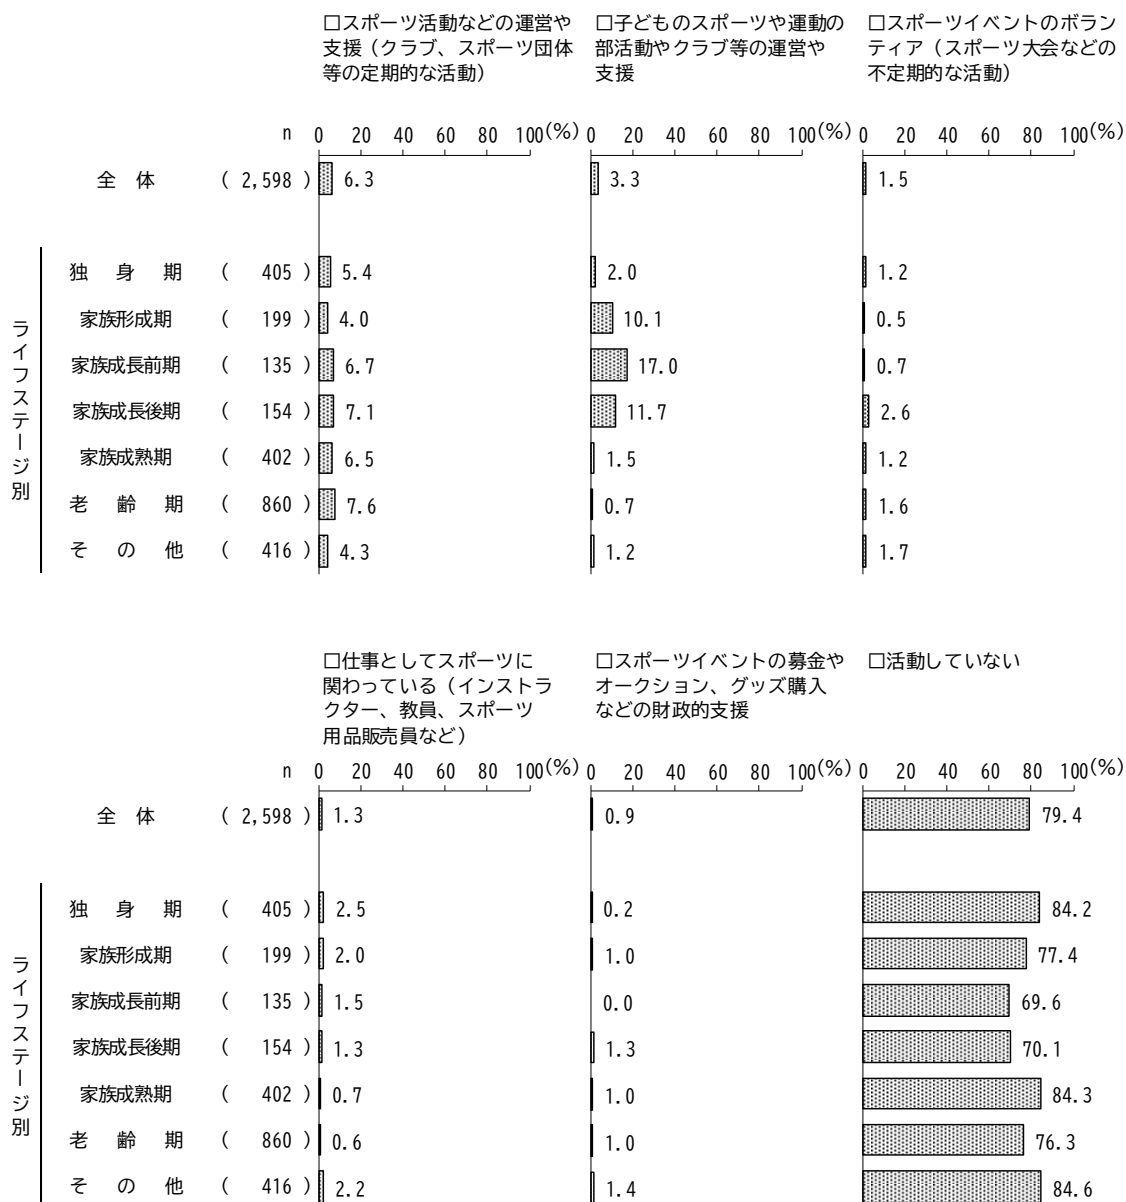 □スポーツ活動などの運営や
支援（クラブ、スポーツ団体
等の定期的な活動）
□子どものスポーツや運動の
部活動やクラブ等の運営や
支援
□スポーツイベントのボラン
ティア（スポーツ大会などの
不定期的な活動）
n 0 20 40 60 80 100(%) 0 20 40 60 80 100(%) 0 20 40 60 80 100(%)
全体 (2,598) 6.3 3.3 1.5
ライフステージ別
独身期 (405) 5.4 2.0 1.2
家族形成期 (199) 4.0 10.1 0.5
家族成長前期 (135) 6.7 17.0 0.7
家族成長後期 (154) 7.1 11.7 2.6
家族成熟期 (402) 6.5 1.5 1.2
老齢期 (860) 7.6 0.7 1.6
その他 (416) 4.3 1.2 1.7
□仕事としてスポーツに
関わっている（インストラ
クター、教員、スポーツ
用品販売員など）
□スポーツイベントの募金や
オークション、グッズ購入
などの財政的支援
□活動していない
n 0 20 40 60 80 100(%) 0 20 40 60 80 100(%) 0 20 40 60 80 100(%)
全体 (2,598) 1.3 0.9 79.4
ライフステージ別
独身期 (405) 2.5 0.2 84.2
家族形成期 (199) 2.0 1.0 77.4
家族成長前期 (135) 1.5 0.0 69.6
家族成長後期 (154) 1.3 1.3 70.1
家族成熟期 (402) 0.7 1.0 84.3
老齢期 (860) 0.6 1.0 76.3
その他 (416) 2.2 1.4 84.6